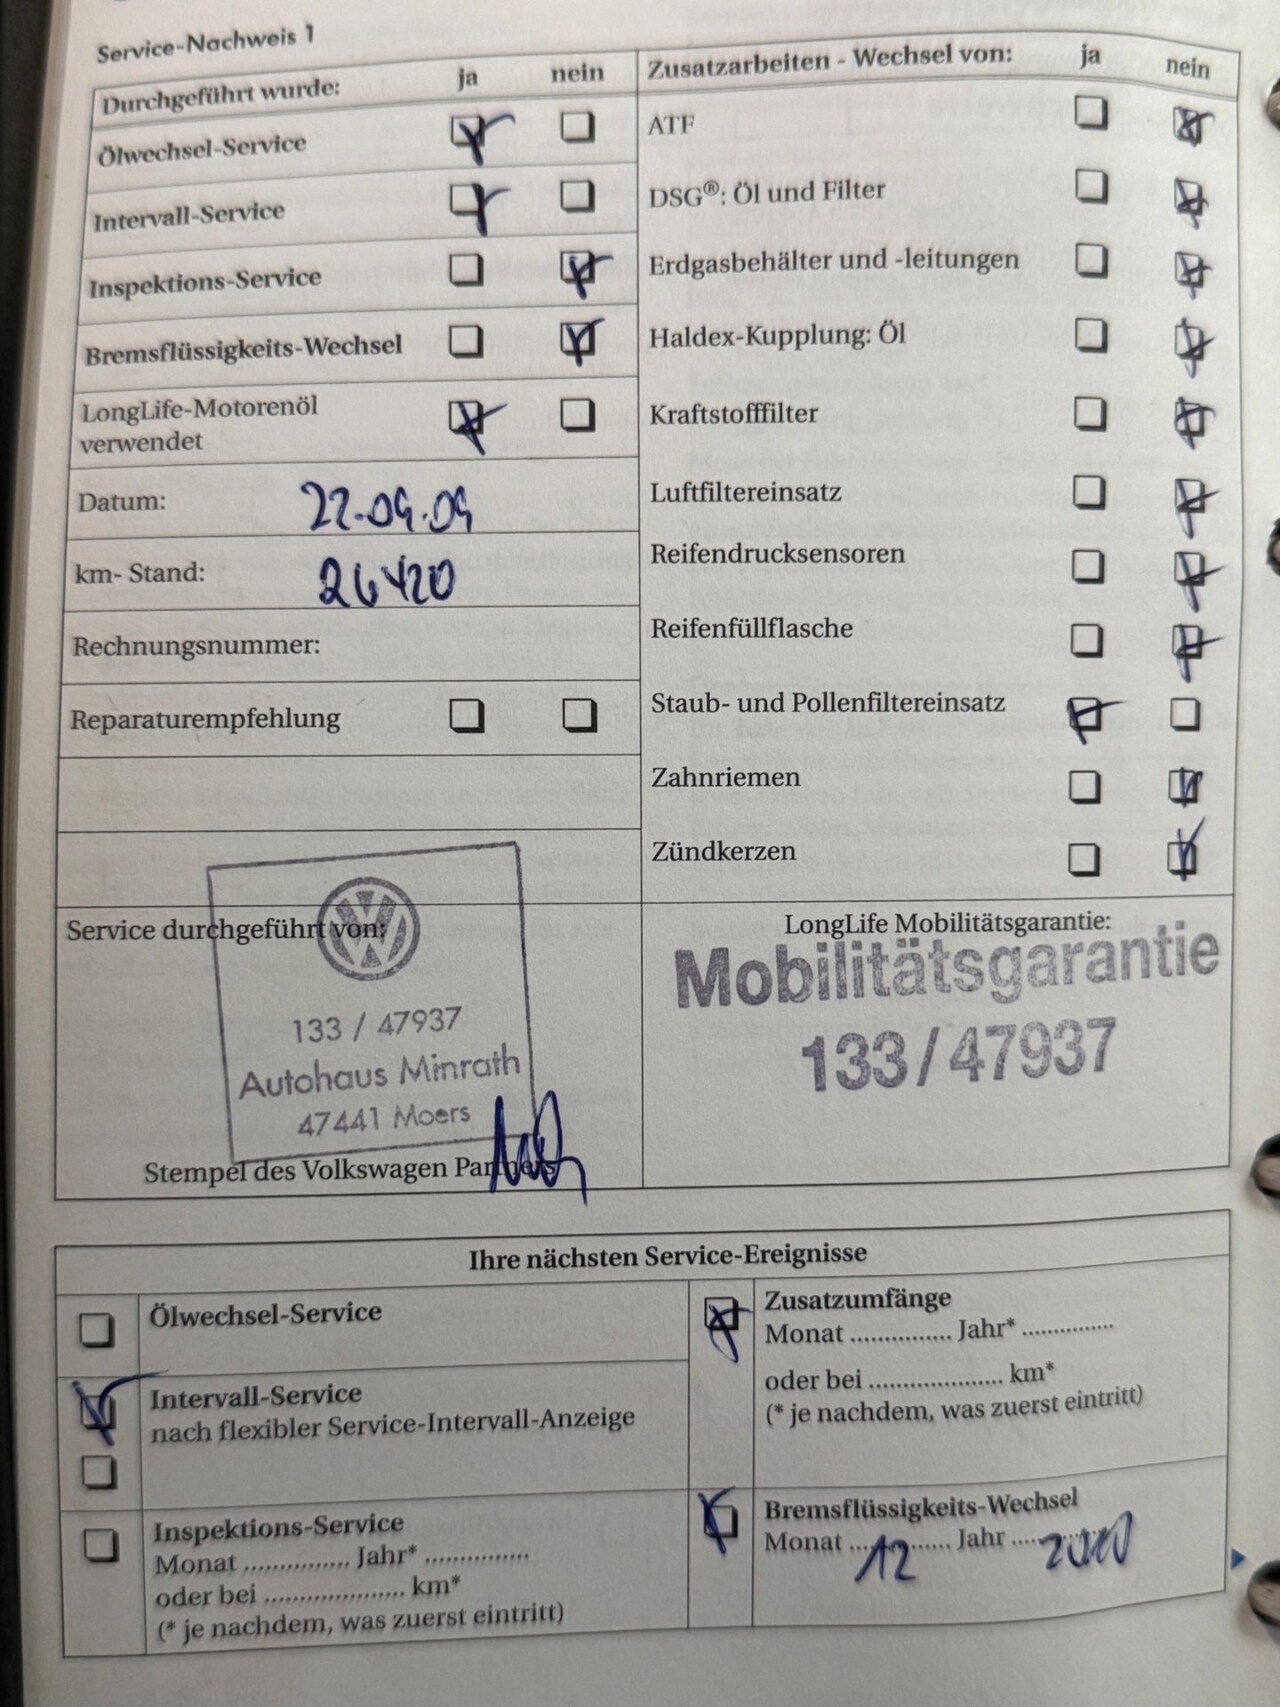 Service-Nachweis 1
Durchgeführt wurde: ja nein
Ölwechsel-Service
Intervall-Service
Inspektions-Service
Bremsflüssigkeits-Wechsel
LongLife-Motorenöl
verwendet
Datum: 22.09.09
km- Stand: 26420
Rechnungsnummer:
Reparaturempfehlung
Zusatzarbeiten - Wechsel von: ja nein
ATF
DSG®: Öl und Filter
Erdgasbehälter und -leitungen
Haldex-Kupplung: Öl
Kraftstofffilter
Luftfiltereinsatz
Reifendrucksensoren
Reifenfüllflasche
Staub- und Pollenfiltereinsatz
Zahnriemen
Zündkerzen
Service durchgeführt von:
133 / 47937
Autohaus Minrath
47441 Moers
Stempel des Volkswagen Partners
LongLife Mobilitätsgarantie:
Mobilitätsgarantie
133/47937
Ihre nächsten Service-Ereignisse
Ölwechsel-Service
Intervall-Service
nach flexibler Service-Intervall-Anzeige
Inspektions-Service
Monat ............... Jahr* ...............
oder bei .................... km*
(* je nachdem, was zuerst eintritt)
Zusatzumfänge
Monat ............... Jahr* ...............
oder bei .................... km*
(* je nachdem, was zuerst eintritt)
Bremsflüssigkeits-Wechsel
Monat ...12....... Jahr ....2010